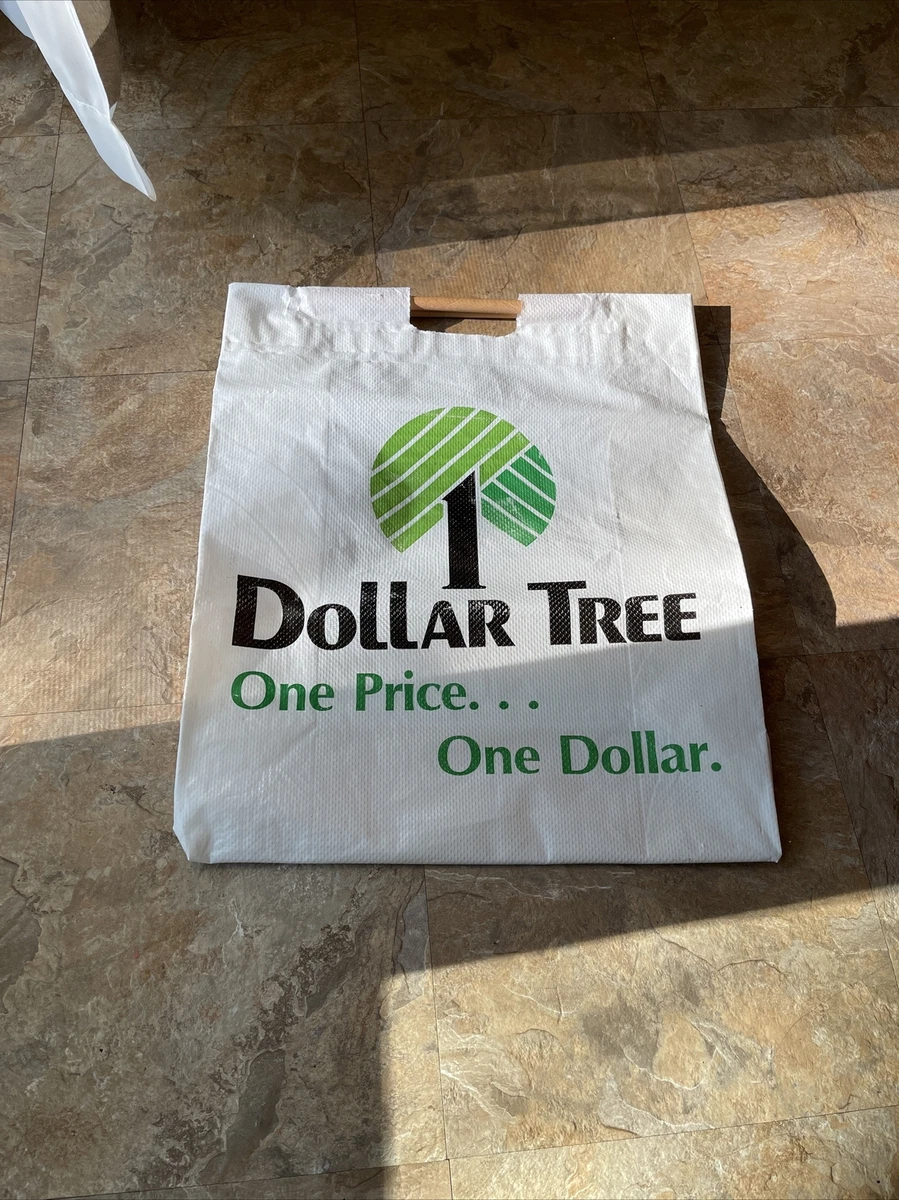 1
Dollar Tree
One Price. . .
One Dollar.